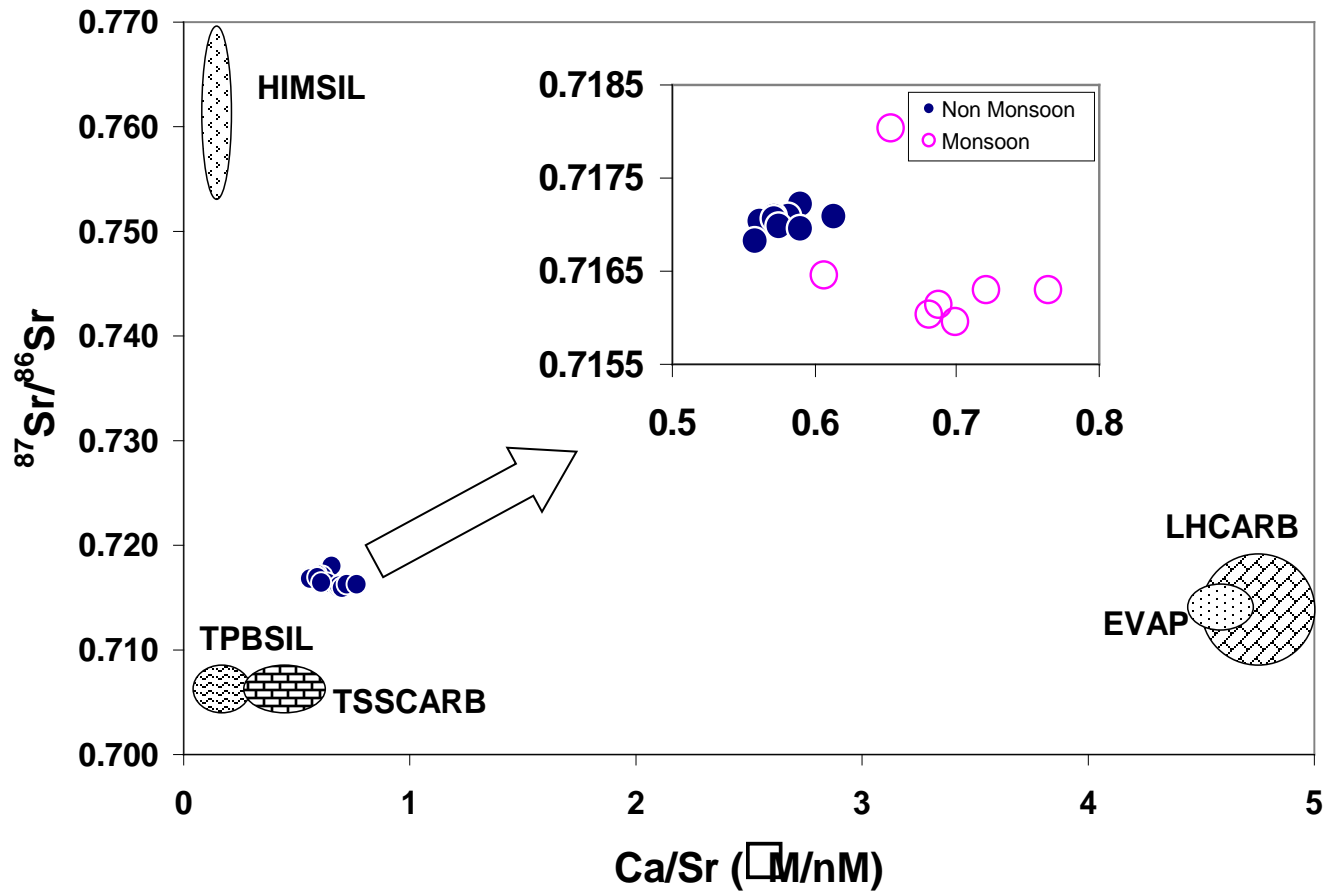 0.770
0.760
0.750
0.740
0.730
0.720
0.710
0.700
87Sr/86Sr
HIMSIL
0.7185
0.7175
0.7165
0.7155
Non Monsoon
Monsoon
0.5 0.6 0.7 0.8
LHCARB
EVAP
TPBSIL
TSSCARB
0 1 2 3 4 5
Ca/Sr (□M/nM)